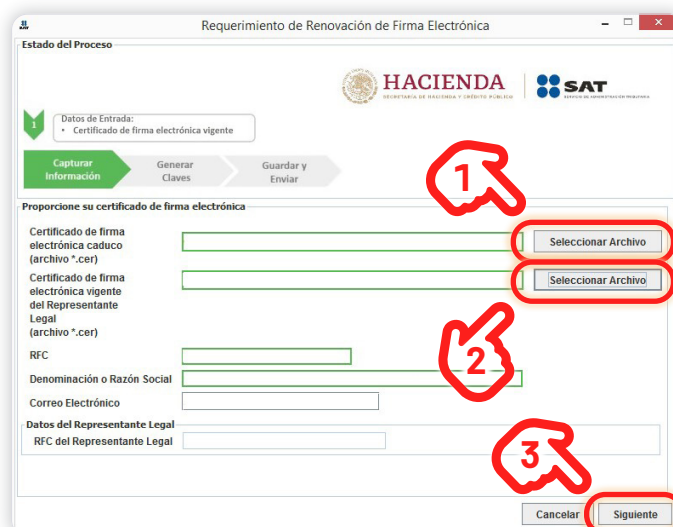 SAT
Requerimiento de Renovación de Firma Electrónica
Estado del Proceso
HACIENDA
SECRETARÍA DE HACIENDA Y CRÉDITO PÚBLICO
SAT
SERVICIO DE ADMINISTRACIÓN TRIBUTARIA
1
Datos de Entrada:
• Certificado de firma electrónica vigente
Capturar
Información
Generar
Claves
Guardar y
Enviar
1
Proporcione su certificado de firma electrónica
Certificado de firma
electrónica caduco
(archivo *.cer)
Seleccionar Archivo
Certificado de firma
electrónica vigente
del Representante
Legal
(archivo *.cer)
Seleccionar Archivo
2
RFC
Denominación o Razón Social
Correo Electrónico
Datos del Representante Legal
RFC del Representante Legal
3
Cancelar
Siguiente